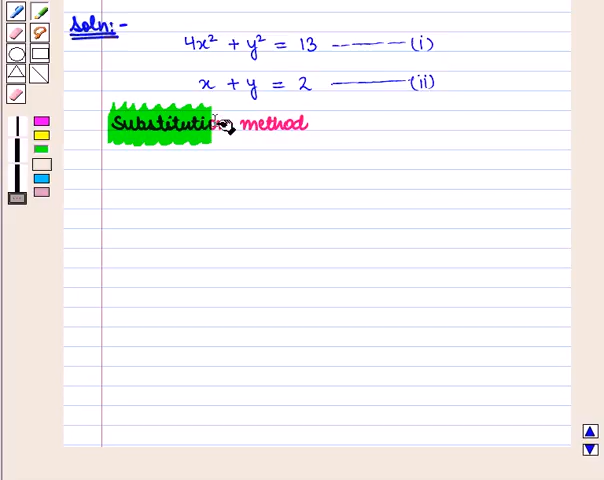 Soln:-
4x² + y² = 13 ——— (i)
x + y = 2 ——— (ii)
Substitution method